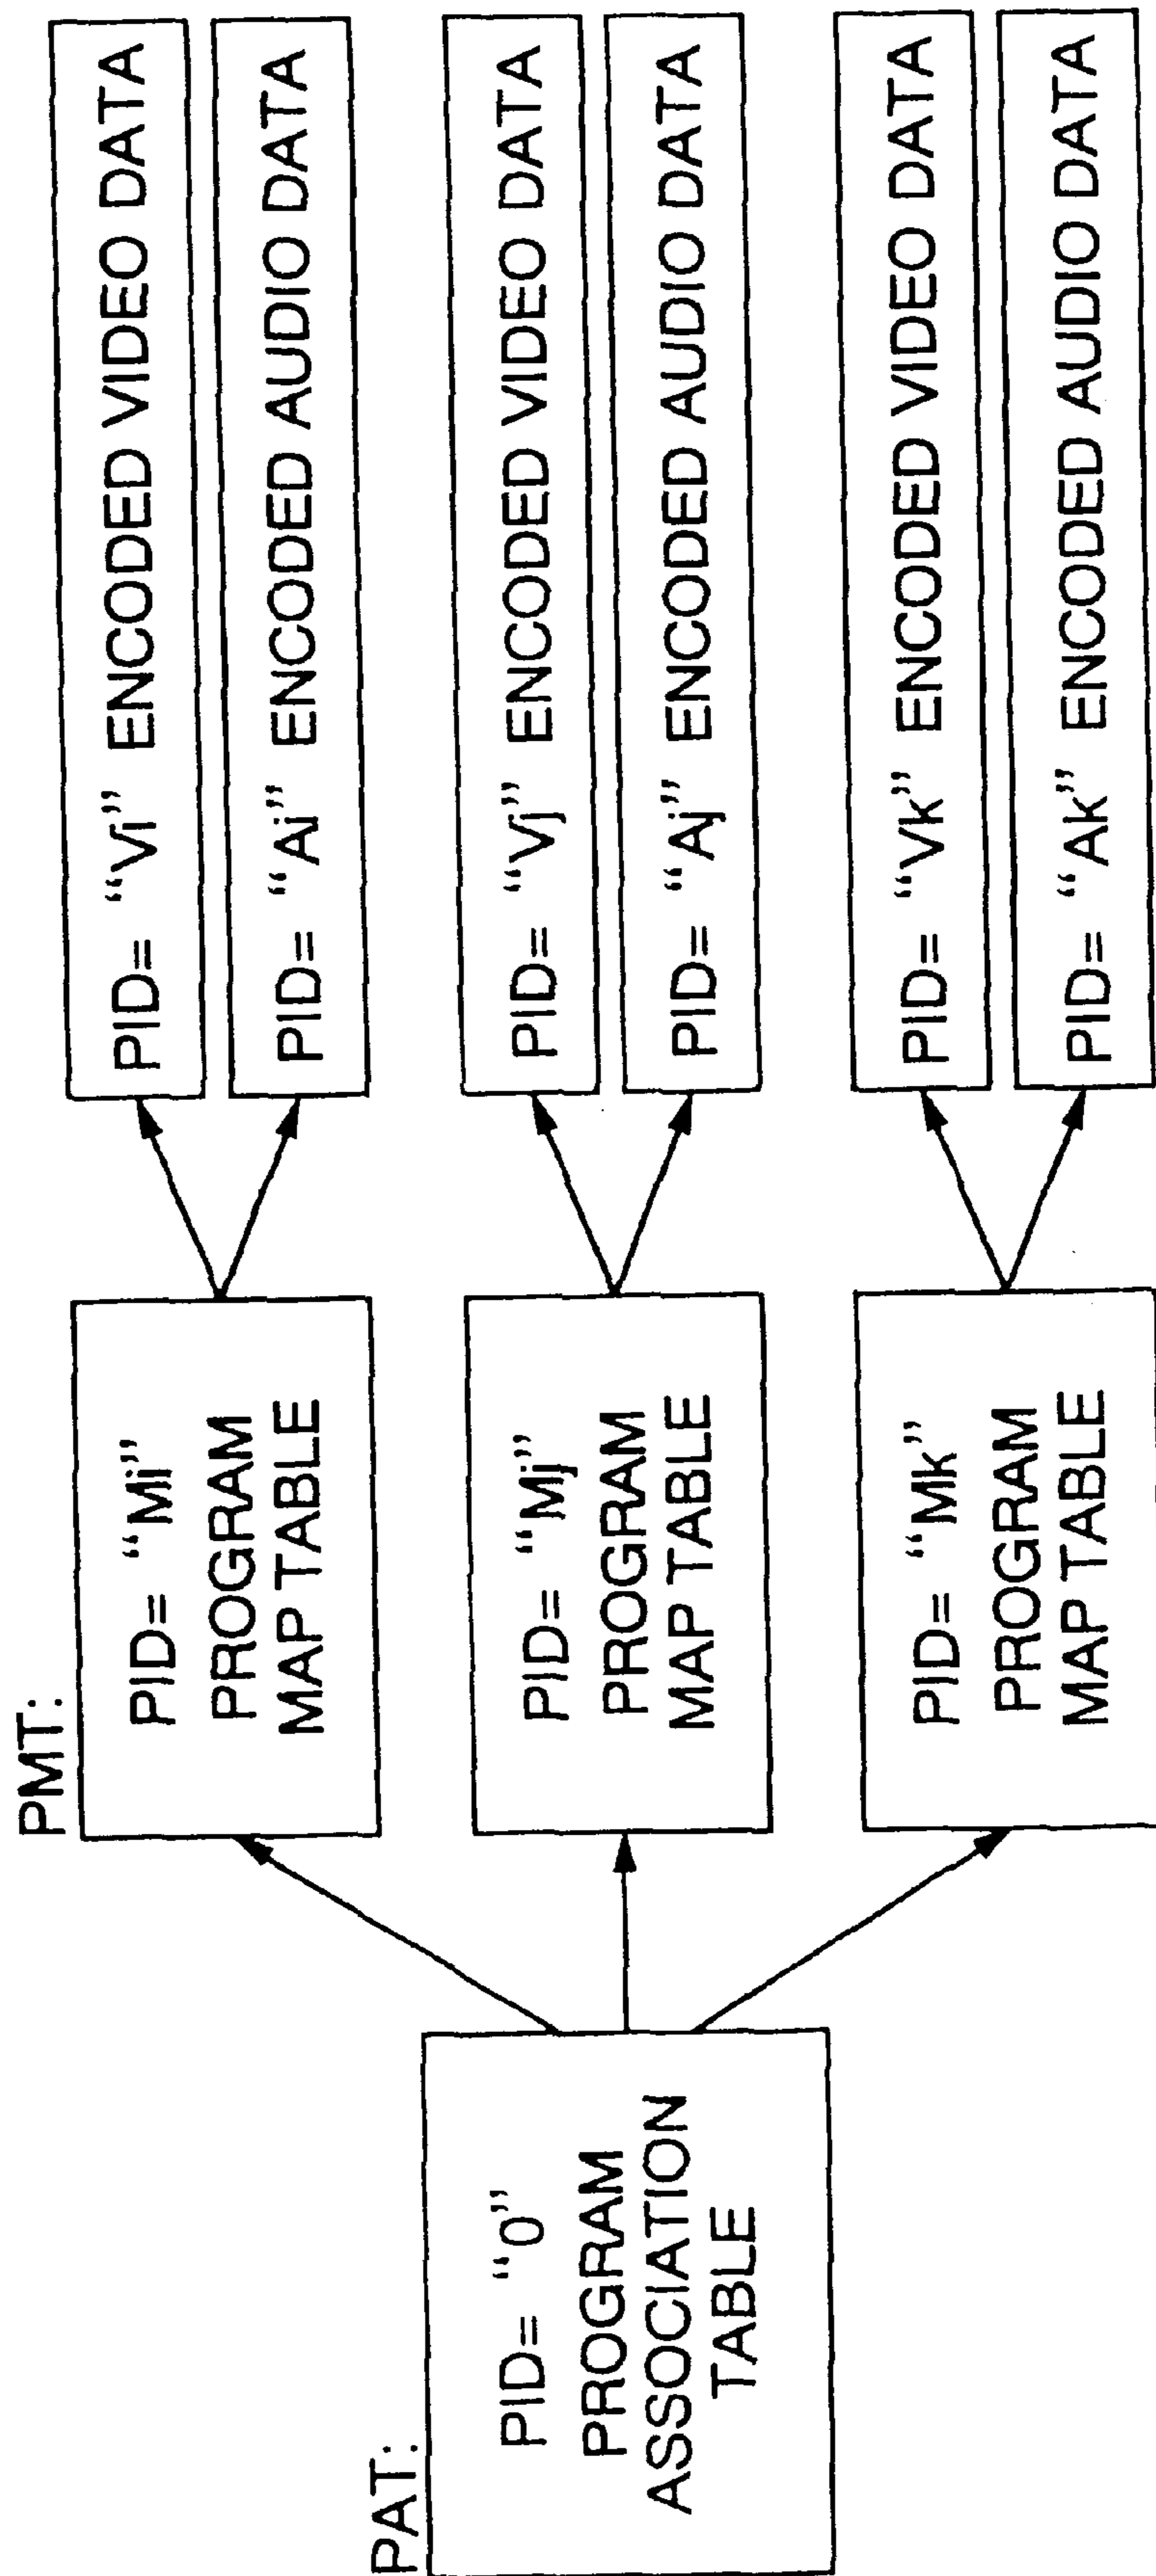 PAT:
PID= “0”
PROGRAM
ASSOCIATION
TABLE
PMT:
PID= “Mi”
PROGRAM
MAP TABLE
PID= “Mj”
PROGRAM
MAP TABLE
PID= “Mk”
PROGRAM
MAP TABLE
PID= “Vi” ENCODED VIDEO DATA
PID= “Ai” ENCODED AUDIO DATA
PID= “Vj” ENCODED VIDEO DATA
PID= “Aj” ENCODED AUDIO DATA
PID= “Vk” ENCODED VIDEO DATA
PID= “Ak” ENCODED AUDIO DATA